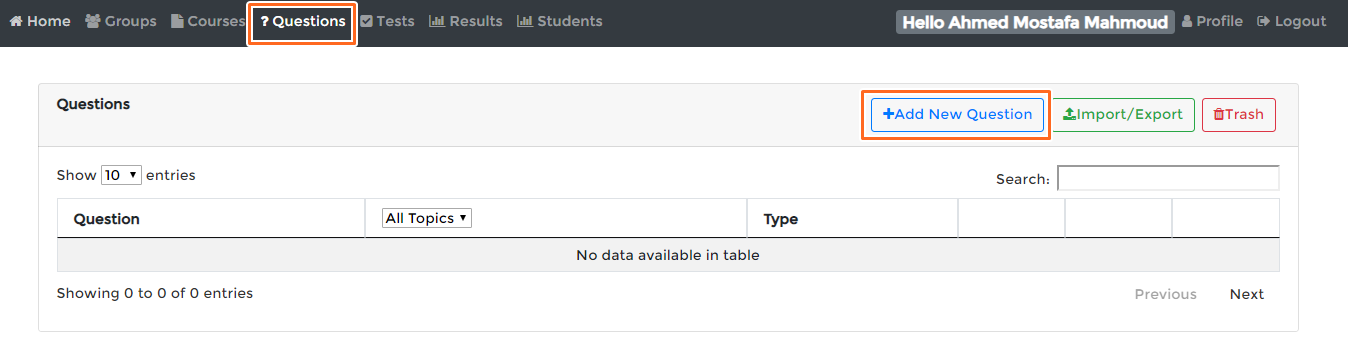 Home Groups Courses ? Questions Tests Results Students Hello Ahmed Mostafa Mahmoud Profile Logout
Questions +Add New Question Import/Export Trash
Show 10 entries Search:
Question All Topics Type
No data available in table
Showing 0 to 0 of 0 entries Previous Next